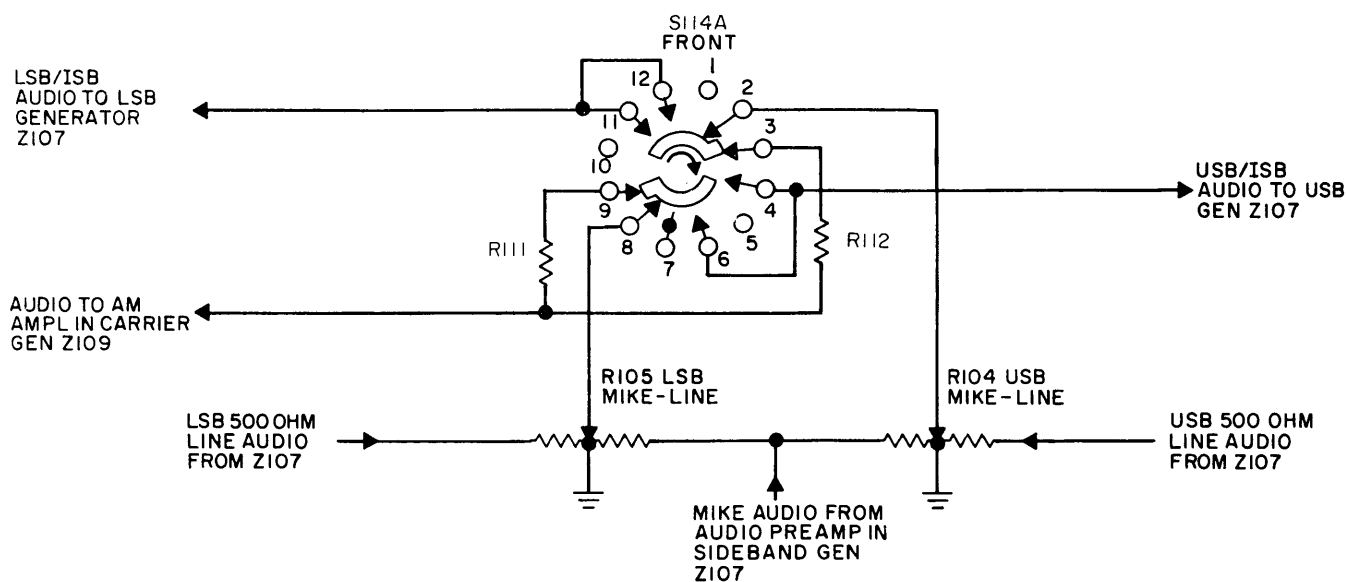 S114A
FRONT
LSB/ISB
AUDIO TO LSB
GENERATOR
Z107
12
2
11
3
10
USB/ISB
AUDIO TO USB
GEN Z107
9
4
8
7
6
5
R111
R112
AUDIO TO AM
AMPL IN CARRIER
GEN Z109
R105 LSB
MIKE-LINE
R104 USB
MIKE-LINE
LSB 500 OHM
LINE AUDIO
FROM Z107
USB 500 OHM
LINE AUDIO
FROM Z107
MIKE AUDIO FROM
AUDIO PREAMP IN
SIDEBAND GEN
Z107